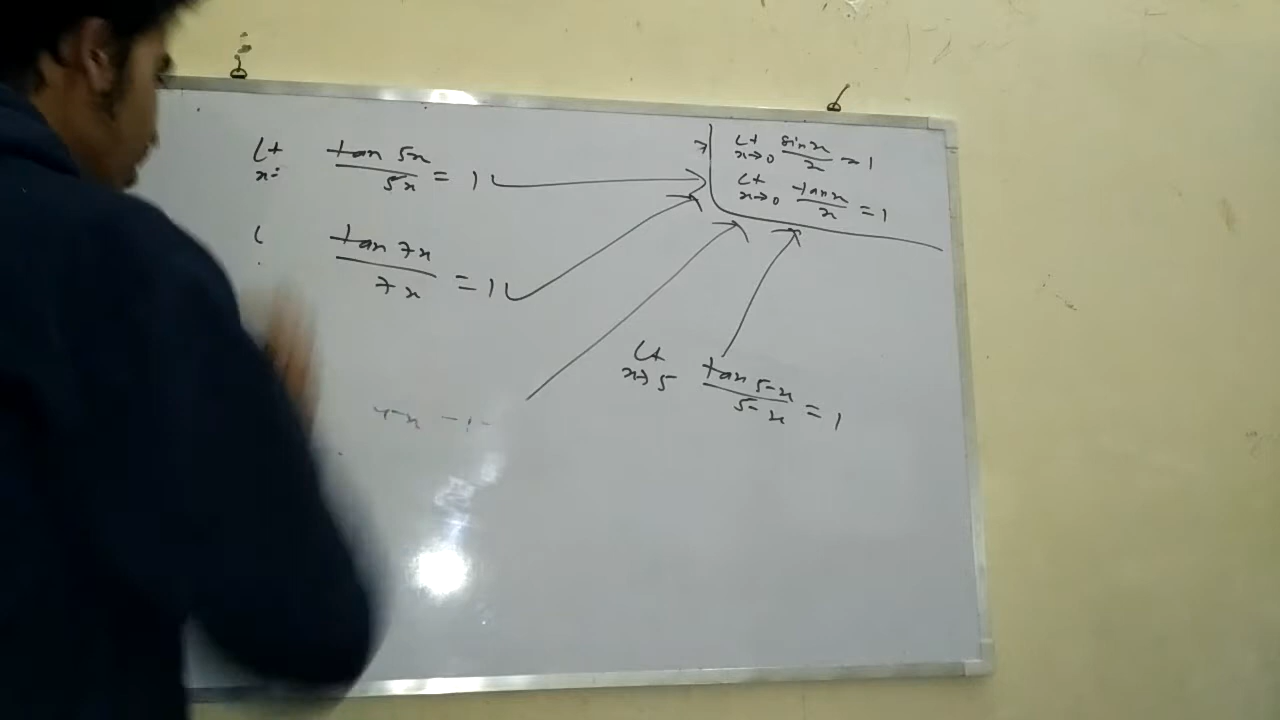 Lt tan 5x / 5x = 1
x=
tan 7x / 7x = 1
Lt x→0 sin x / x → 1
Lt x→0 tan x / x = 1
Lt x→5 tan 5-x / 5-x = 1